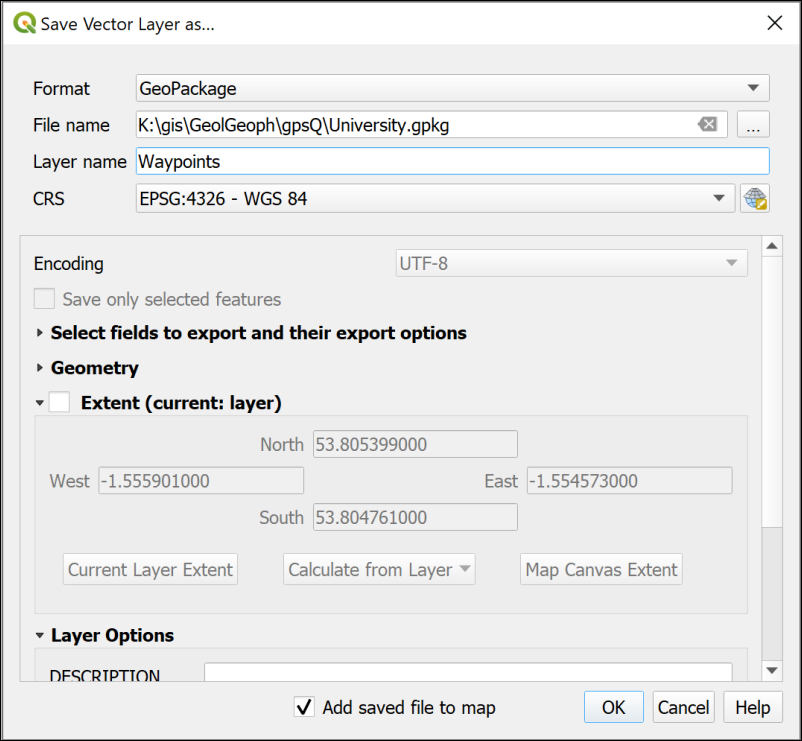 Save Vector Layer as...
Format GeoPackage
File name K:\gis\GeolGeoph\gpsQ\University.gpkg ...
Layer name Waypoints
CRS EPSG:4326 - WGS 84
Encoding UTF-8
Save only selected features
Select fields to export and their export options
Geometry
Extent (current: layer)
North 53.805399000
West -1.555901000 East -1.554573000
South 53.804761000
Current Layer Extent Calculate from Layer Map Canvas Extent
Layer Options
DESCRIPTION
Add saved file to map OK Cancel Help